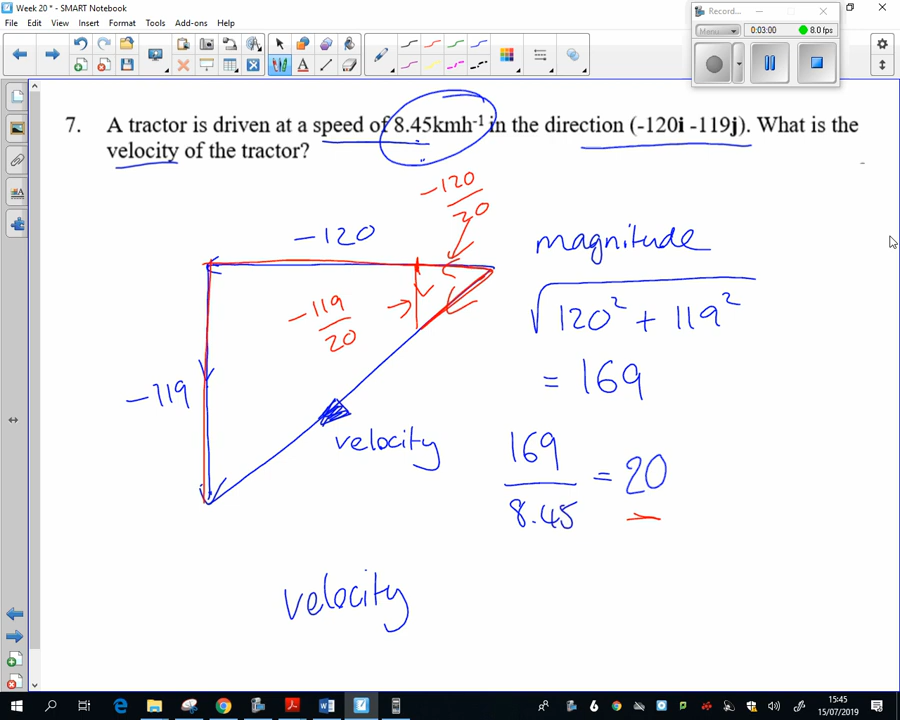 Week 20 * - SMART Notebook
File Edit View Insert Format Tools Add-ons Help
Record...
Menu
0:03:00
8.0 fps
7. A tractor is driven at a speed of 8.45kmh⁻¹ in the direction (-120i -119j). What is the
velocity of the tractor?
-120
20
-120
magnitude
-119
20
√120² + 119²
= 169
-119
velocity
169
8.45
= 20
velocity
15:45
15/07/2019